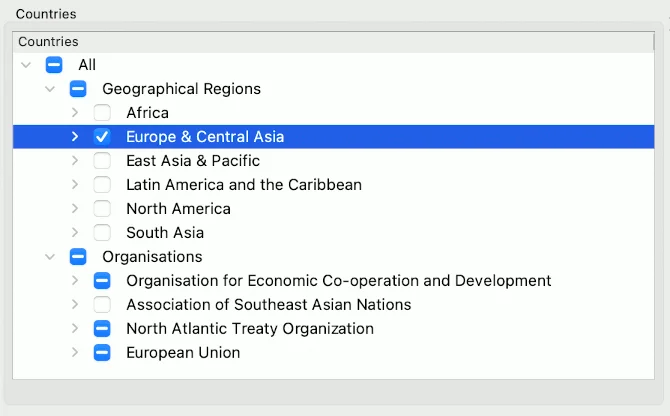 Countries
Countries
All
Geographical Regions
Africa
Europe & Central Asia
East Asia & Pacific
Latin America and the Caribbean
North America
South Asia
Organisations
Organisation for Economic Co-operation and Development
Association of Southeast Asian Nations
North Atlantic Treaty Organization
European Union